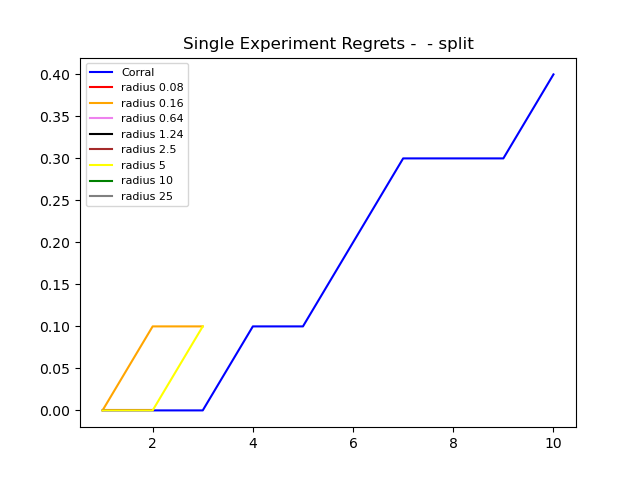 Single Experiment Regrets -  - split
Corral
radius 0.08
radius 0.16
radius 0.64
radius 1.24
radius 2.5
radius 5
radius 10
radius 25
0.40
0.35
0.30
0.25
0.20
0.15
0.10
0.05
0.00
2 4 6 8 10